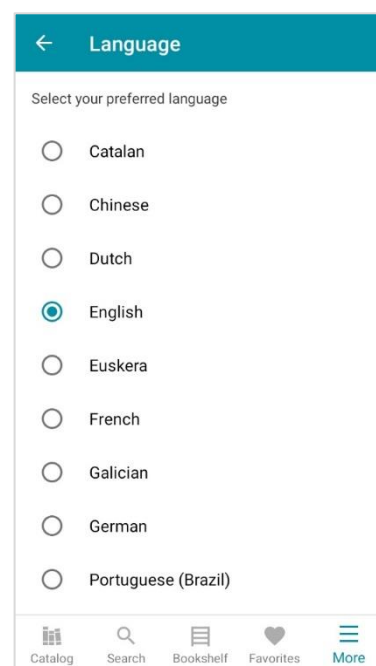 Language
Select your preferred language
Catalan
Chinese
Dutch
English
Euskera
French
Galician
German
Portuguese (Brazil)
Catalog Search Bookshelf Favorites More